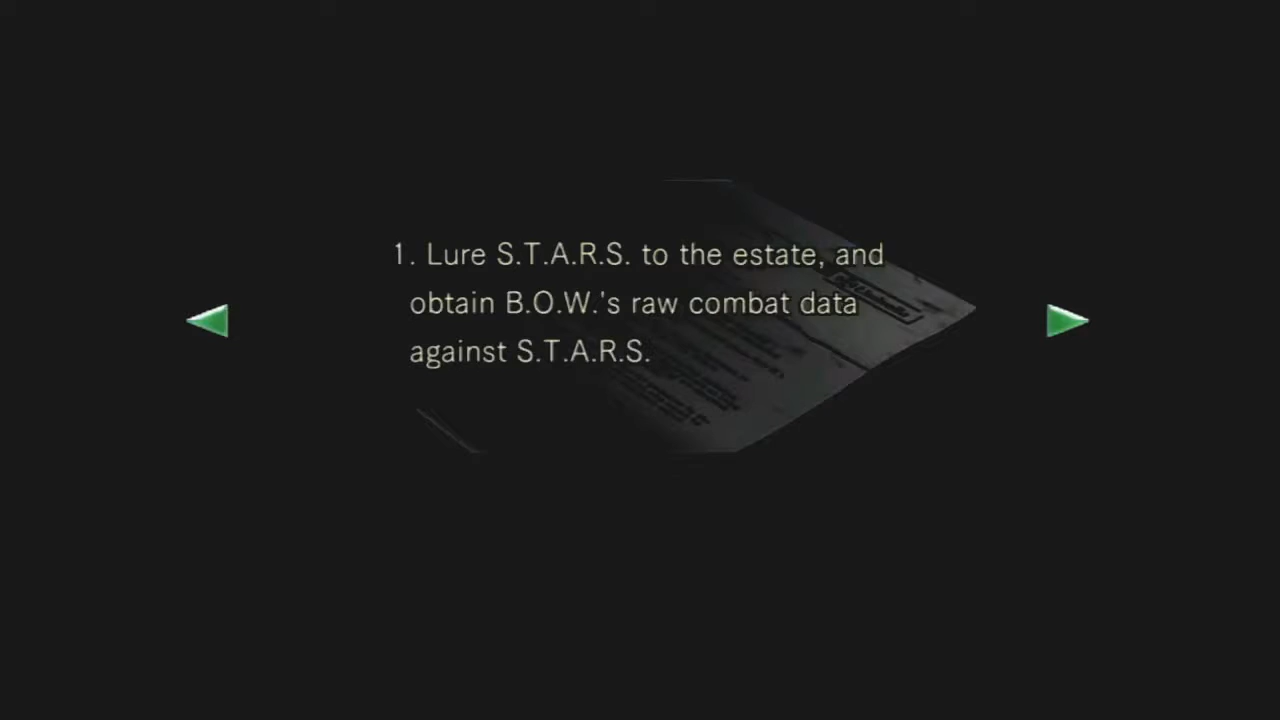 1. Lure S.T.A.R.S. to the estate, and
obtain B.O.W.'s raw combat data
against S.T.A.R.S.